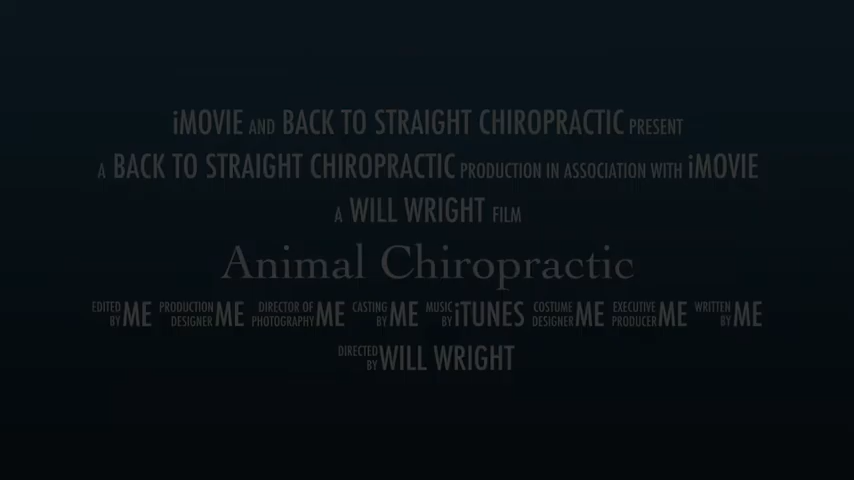 iMOVIE AND BACK TO STRAIGHT CHIROPRACTIC PRESENT
A BACK TO STRAIGHT CHIROPRACTIC PRODUCTION IN ASSOCIATION WITH iMOVIE
A WILL WRIGHT FILM
Animal Chiropractic
EDITED BY ME PRODUCTION DESIGNER ME DIRECTOR OF PHOTOGRAPHY ME CASTING BY ME MUSIC BY iTUNES COSTUME DESIGNER ME EXECUTIVE PRODUCER ME WRITTEN BY ME
DIRECTED BY WILL WRIGHT